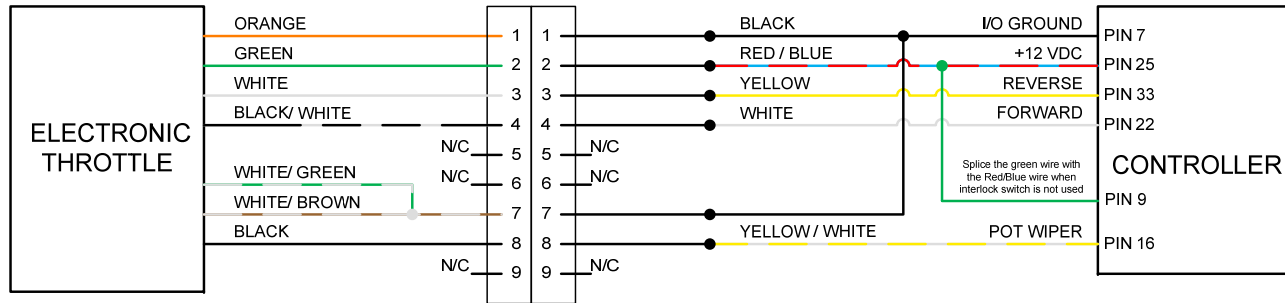 ELECTRONIC
THROTTLE
ORANGE
GREEN
WHITE
BLACK/ WHITE
N/C
N/C
WHITE/ GREEN
WHITE/ BROWN
BLACK
N/C
1 1
2 2
3 3
4 4
5 5
6 6
7 7
8 8
9 9
N/C
N/C
N/C
BLACK I/O GROUND
RED / BLUE +12 VDC
YELLOW REVERSE
WHITE FORWARD
Splice the green wire with
the Red/Blue wire when
interlock switch is not used
YELLOW / WHITE POT WIPER
PIN 7
PIN 25
PIN 33
PIN 22
CONTROLLER
PIN 9
PIN 16